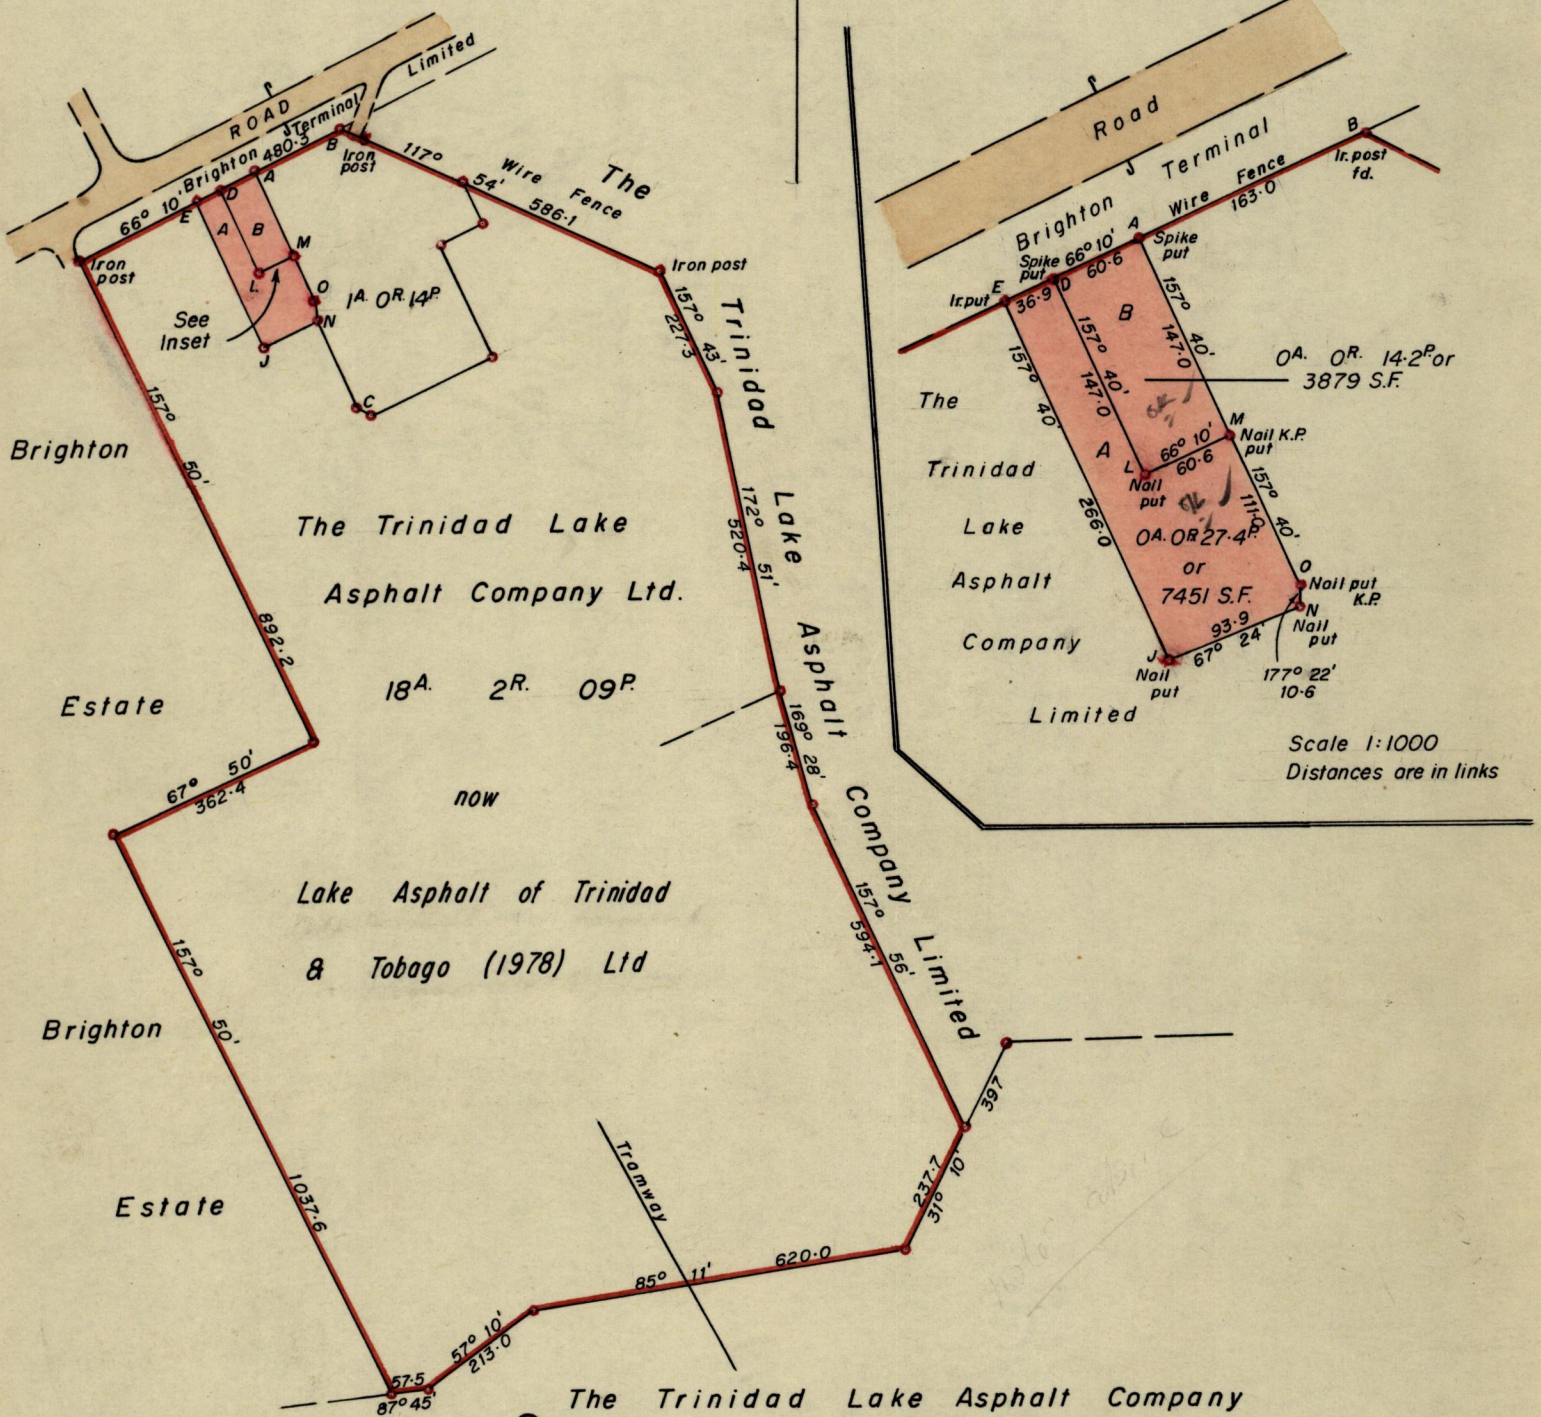 Limited
ROAD
Terminal
Brighton
480·3
66° 10'
E
D
A
B
Iron post
117°
54'
Wire Fence
586·1
The
Iron
post
A
B
M
L
O
N
J
C
1A. 0R. 14P.
See
Inset
Iron post
157° 43'
227·3
Trinidad Lake Asphalt Company Limited
157° 50'
892·2
Brighton
Estate
172° 51'
520·4
The Trinidad Lake
Asphalt Company Ltd.
18A. 2R. 09P.
now
Lake Asphalt of Trinidad
& Tobago (1978) Ltd
169° 28'
196·4
67° 50'
362·4
157° 56'
594·1
157° 50'
1037·6
Brighton
Estate
397
237·7
31° 10'
Tramway
85° 11'
620·0
57° 10'
213·0
57·5
87° 45'
The Trinidad Lake Asphalt Company
Road
Brighton Terminal
B
Ir. post
fd.
Wire Fence
163·0
A
Spike
put
66° 10'
60·6
Spike
put
D
E
Ir. put
36·9
B
157° 40'
147·0
157° 40'
147·0
157° 40'
266·0
0A. 0R. 14·2P. or
3879 S.F.
M
Nail K.P.
put
66° 10'
60·6
L
Nail
put
A
157° 40'
111·0
0A. 0R 27·4P.
or
7451 S.F.
O
Nail put
K.P.
N
Nail
put
93·9
67° 24'
J
Nail
put
177° 22'
10·6
The
Trinidad
Lake
Asphalt
Company
Limited
Scale 1:1000
Distances are in links